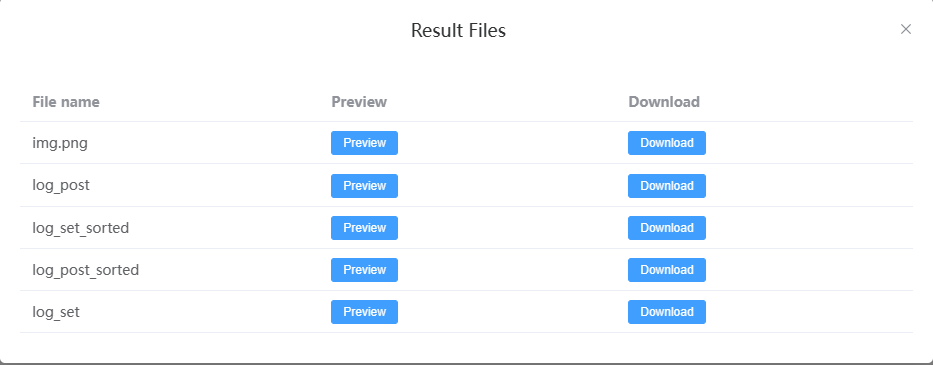 Result Files
File name Preview Download
img.png Preview Download
log_post Preview Download
log_set_sorted Preview Download
log_post_sorted Preview Download
log_set Preview Download